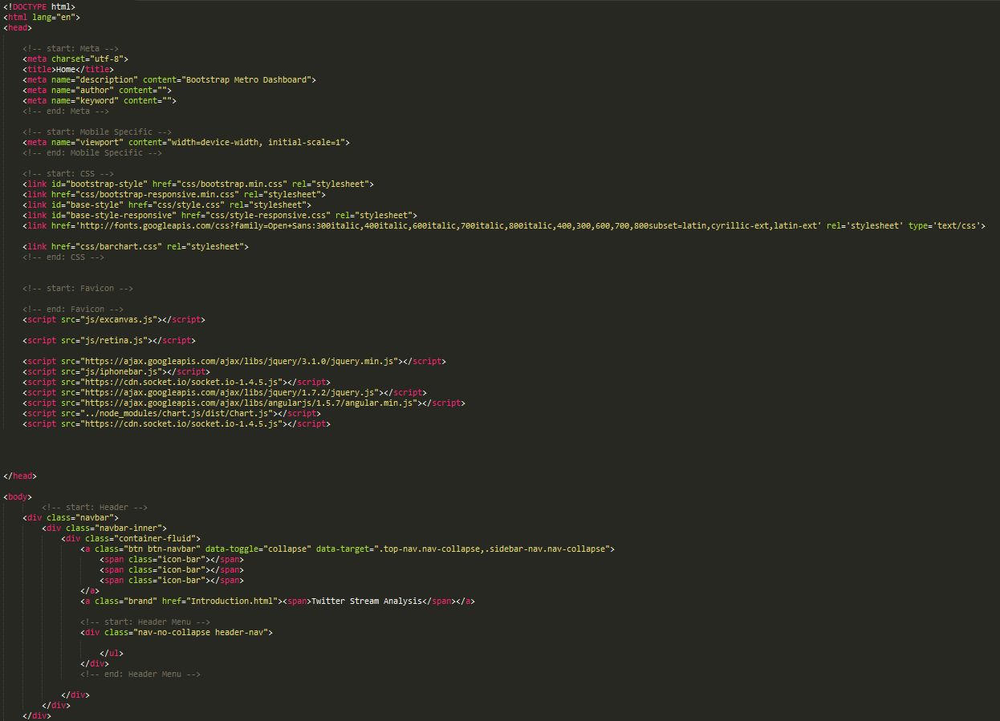 <!DOCTYPE html>
<html lang="en">
<head>
<!-- start: Meta -->
<meta charset="utf-8">
<title>Home</title>
<meta name="description" content="Bootstrap Metro Dashboard">
<meta name="author" content="">
<meta name="keyword" content="">
<!-- end: Meta -->
<!-- start: Mobile Specific -->
<meta name="viewport" content="width=device-width, initial-scale=1">
<!-- end: Mobile Specific -->
<!-- start: CSS -->
<link id="bootstrap-style" href="css/bootstrap.min.css" rel="stylesheet">
<link href="css/bootstrap-responsive.min.css" rel="stylesheet">
<link id="base-style" href="css/style.css" rel="stylesheet">
<link id="base-style-responsive" href="css/style-responsive.css" rel="stylesheet">
<link href='http://fonts.googleapis.com/css?family=Open+Sans:300italic,400italic,600italic,700italic,800italic,400,300,600,700,800subset=latin,cyrillic-ext,latin-ext' rel='stylesheet' type='text/css'>
<link href="css/barchart.css" rel="stylesheet">
<!-- end: CSS -->
<!-- start: Favicon -->
<!-- end: Favicon -->
<script src="js/excanvas.js"></script>
<script src="js/retina.js"></script>
<script src="https://ajax.googleapis.com/ajax/libs/jquery/3.1.0/jquery.min.js"></script>
<script src="js/iphonebar.js"></script>
<script src="https://cdn.socket.io/socket.io-1.4.5.js"></script>
<script src="https://ajax.googleapis.com/ajax/libs/jquery/1.7.2/jquery.js"></script>
<script src="https://ajax.googleapis.com/ajax/libs/angularjs/1.5.7/angular.min.js"></script>
<script src="../node_modules/chart.js/dist/Chart.js"></script>
<script src="https://cdn.socket.io/socket.io-1.4.5.js"></script>
</head>
<body>
<!-- start: Header -->
<div class="navbar">
<div class="navbar-inner">
<div class="container-fluid">
<a class="btn btn-navbar" data-toggle="collapse" data-target=".top-nav.nav-collapse,.sidebar-nav.nav-collapse">
<span class="icon-bar"></span>
<span class="icon-bar"></span>
<span class="icon-bar"></span>
</a>
<a class="brand" href="Introduction.html"><span>Twitter Stream Analysis</span></a>
<!-- start: Header Menu -->
<div class="nav-no-collapse header-nav">
</ul>
</div>
<!-- end: Header Menu -->
</div>
</div>
</div>